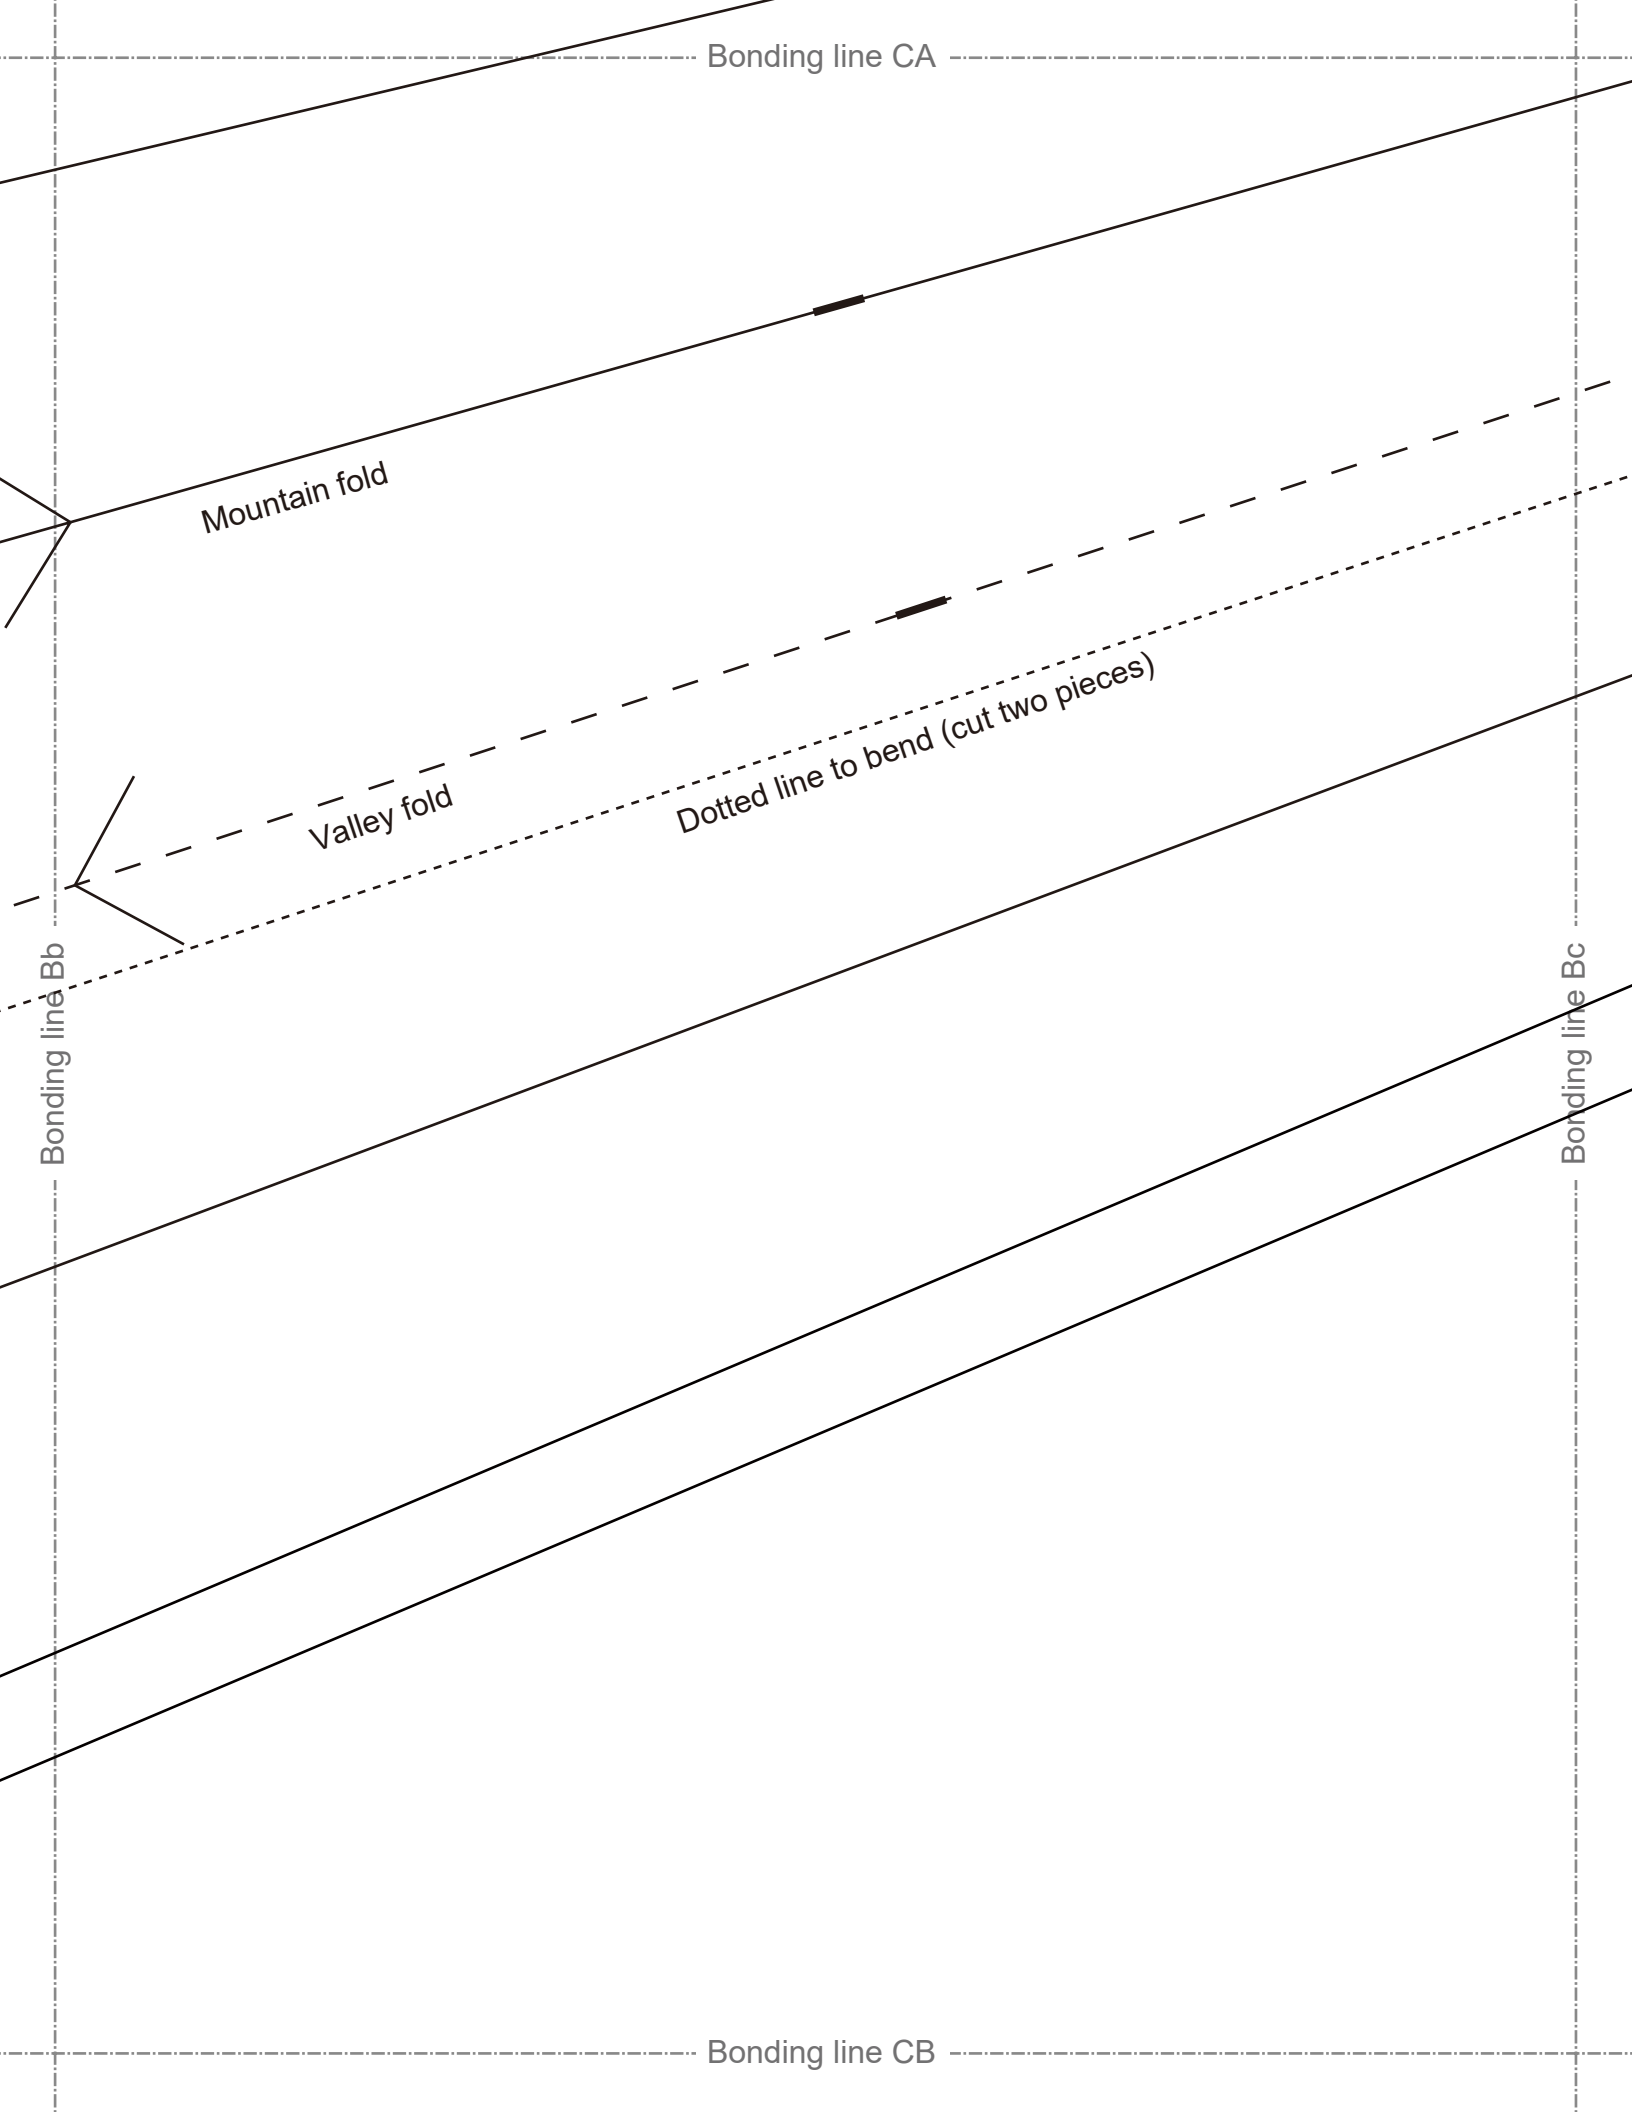 Bonding line CA
Mountain fold
Valley fold
Dotted line to bend (cut two pieces)
Bonding line Bb
Bonding line Bc
Bonding line CB